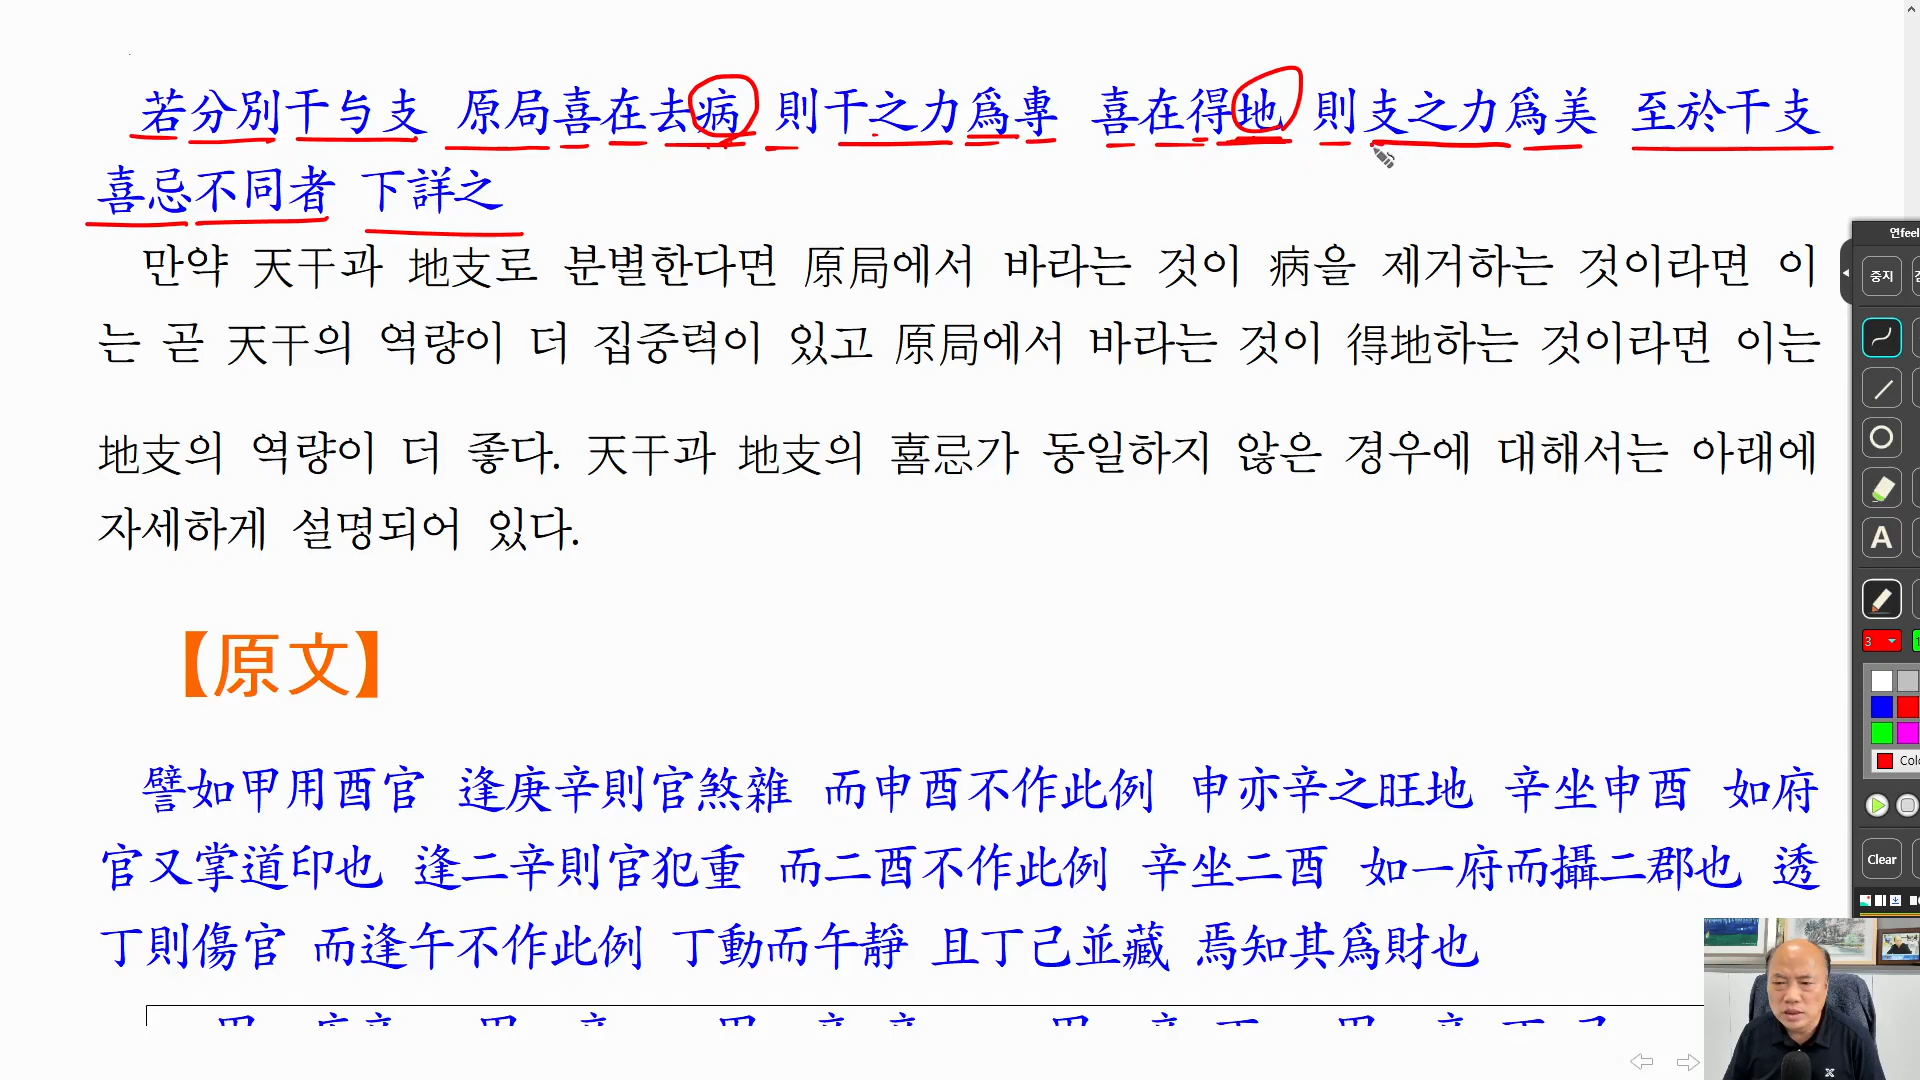 若分別干与支 原局喜在去病 則干之力爲專 喜在得地 則支之力爲美 至於干支
喜忌不同者 下詳之
만약 天干과 地支로 분별한다면 原局에서 바라는 것이 病을 제거하는 것이라면 이
는 곧 天干의 역량이 더 집중력이 있고 原局에서 바라는 것이 得地하는 것이라면 이는
地支의 역량이 더 좋다. 天干과 地支의 喜忌가 동일하지 않은 경우에 대해서는 아래에
자세하게 설명되어 있다.
【原文】
譬如甲用酉官 逢庚辛則官煞雜 而申酉不作此例 申亦辛之旺地 辛坐申酉 如府
官又掌道印也 逢二辛則官犯重 而二酉不作此例 辛坐二酉 如一府而攝二郡也 透
丁則傷官 而逢午不作此例 丁動而午靜 且丁己並藏 焉知其爲財也
연feel
중지
A
3
Colo
Clear